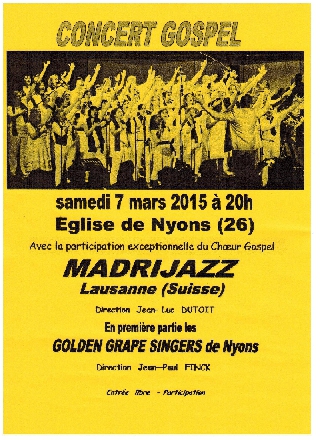 CONCERT GOSPEL
samedi 7 mars 2015 à 20h
Eglise de Nyons (26)
Avec la participation exceptionnelle du Chœur Gospel
MADRIJAZZ
Lausanne (Suisse)
Direction Jean Luc DUTOIT
En première partie les
GOLDEN GRAPE SINGERS de Nyons
Direction Jean-Paul FINCK
Entrée libre - Participation